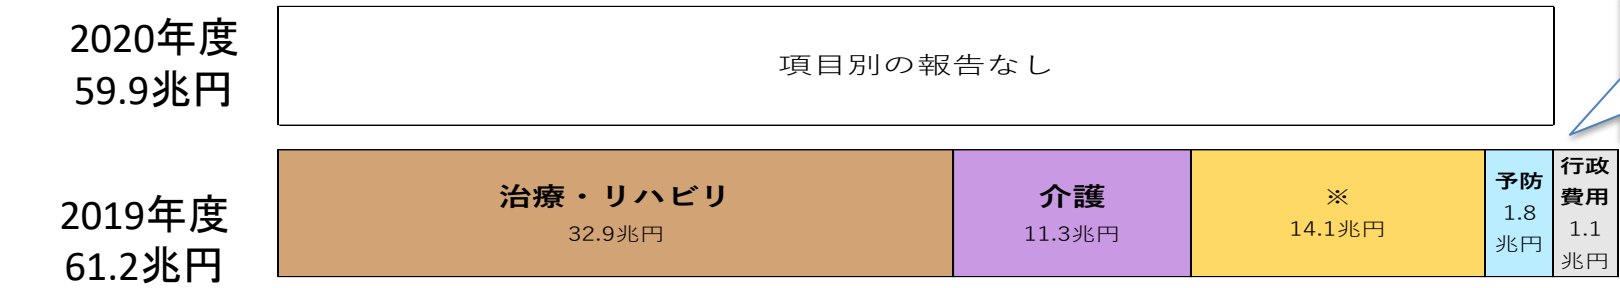 2020年度
59.9兆円
項目別の報告なし
2019年度
61.2兆円
治療・リハビリ
32.9兆円
介護
11.3兆円
※
14.1兆円
予防
1.8
兆円
行政
費用
1.1
兆円